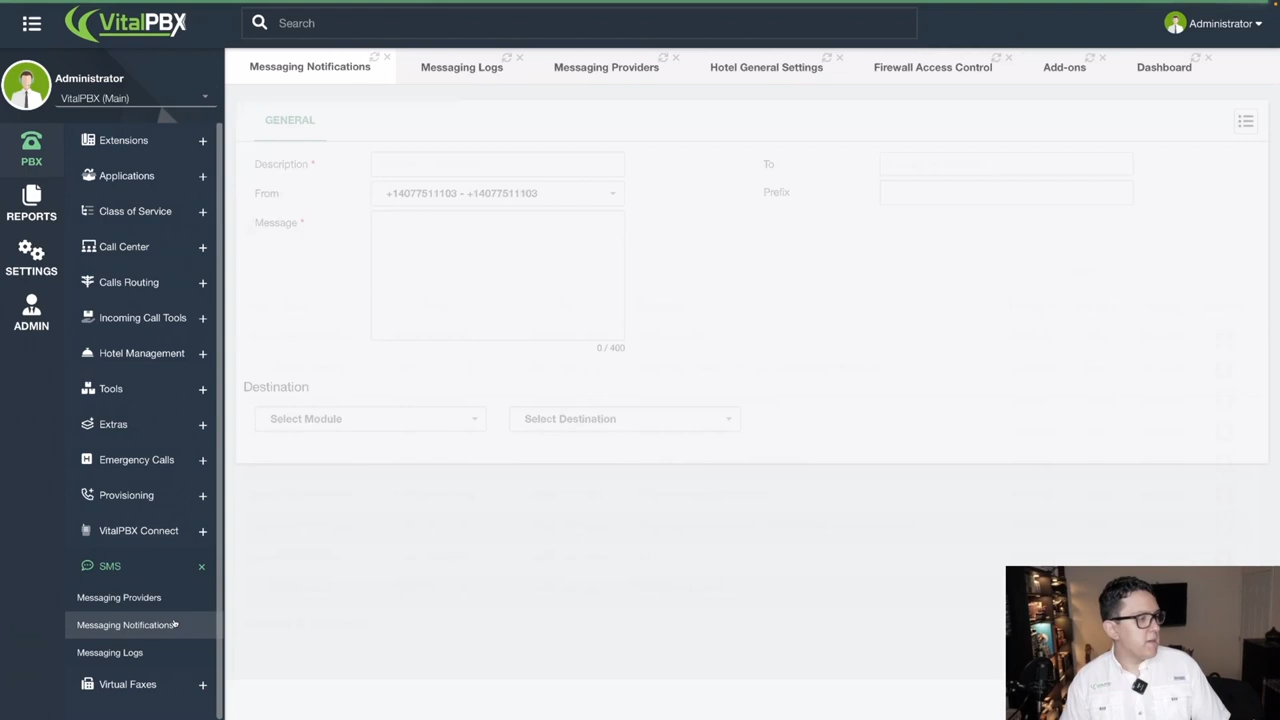 VitalPBX
Search
Administrator
Administrator
VitalPBX (Main)
Messaging Notifications
Messaging Logs
Messaging Providers
Hotel General Settings
Firewall Access Control
Add-ons
Dashboard
PBX
REPORTS
SETTINGS
ADMIN
Extensions
Applications
Class of Service
Call Center
Calls Routing
Incoming Call Tools
Hotel Management
Tools
Extras
Emergency Calls
Provisioning
VitalPBX Connect
SMS
Messaging Providers
Messaging Notifications
Messaging Logs
Virtual Faxes
GENERAL
Description *
To
From
+14077511103 - +14077511103
Prefix
Message *
0 / 400
Destination
Select Module
Select Destination